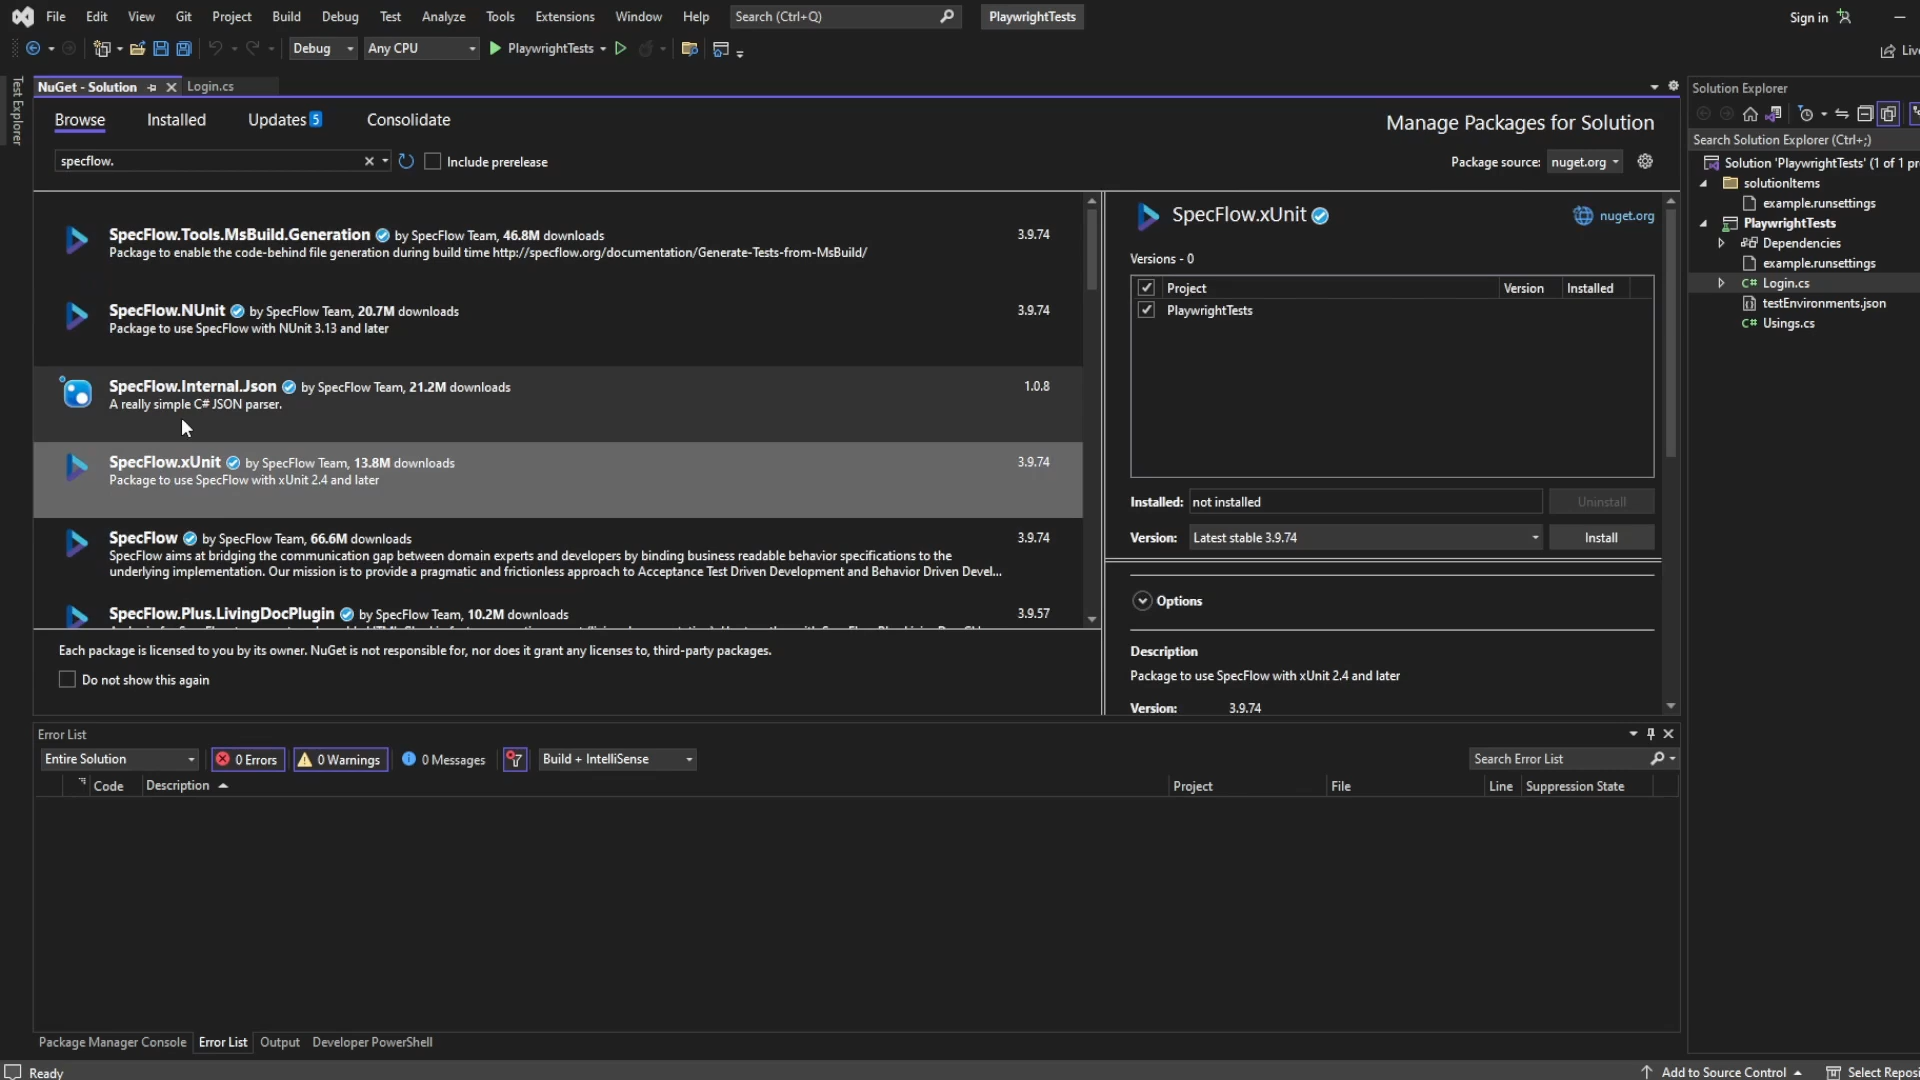 File Edit View Git Project Build Debug Test Analyze Tools Extensions Window Help Search (Ctrl+Q) PlaywrightTests Sign in
Debug Any CPU PlaywrightTests Live
Test Explorer
NuGet - Solution Login.cs
Browse Installed Updates 5 Consolidate
Manage Packages for Solution
specflow. Include prerelease
Package source: nuget.org
SpecFlow.Tools.MsBuild.Generation by SpecFlow Team, 46.8M downloads 3.9.74
Package to enable the code-behind file generation during build time http://specflow.org/documentation/Generate-Tests-from-MsBuild/
SpecFlow.NUnit by SpecFlow Team, 20.7M downloads 3.9.74
Package to use SpecFlow with NUnit 3.13 and later
SpecFlow.Internal.Json by SpecFlow Team, 21.2M downloads 1.0.8
A really simple C# JSON parser.
SpecFlow.xUnit by SpecFlow Team, 13.8M downloads 3.9.74
Package to use SpecFlow with xUnit 2.4 and later
SpecFlow by SpecFlow Team, 66.6M downloads 3.9.74
SpecFlow aims at bridging the communication gap between domain experts and developers by binding business readable behavior specifications to the
underlying implementation. Our mission is to provide a pragmatic and frictionless approach to Acceptance Test Driven Development and Behavior Driven Devel...
SpecFlow.Plus.LivingDocPlugin by SpecFlow Team, 10.2M downloads 3.9.57
Each package is licensed to you by its owner. NuGet is not responsible for, nor does it grant any licenses to, third-party packages.
Do not show this again
SpecFlow.xUnit nuget.org
Versions - 0
Project Version Installed
PlaywrightTests
Installed: not installed Uninstall
Version: Latest stable 3.9.74 Install
Options
Description
Package to use SpecFlow with xUnit 2.4 and later
Version: 3.9.74
Solution Explorer
Search Solution Explorer (Ctrl+;)
Solution 'PlaywrightTests' (1 of 1 pr
solutionItems
example.runsettings
PlaywrightTests
Dependencies
example.runsettings
C# Login.cs
testEnvironments.json
C# Usings.cs
Error List
Entire Solution 0 Errors 0 Warnings 0 Messages Build + IntelliSense Search Error List
Code Description Project File Line Suppression State
Package Manager Console Error List Output Developer PowerShell
Ready Add to Source Control Select Reposi